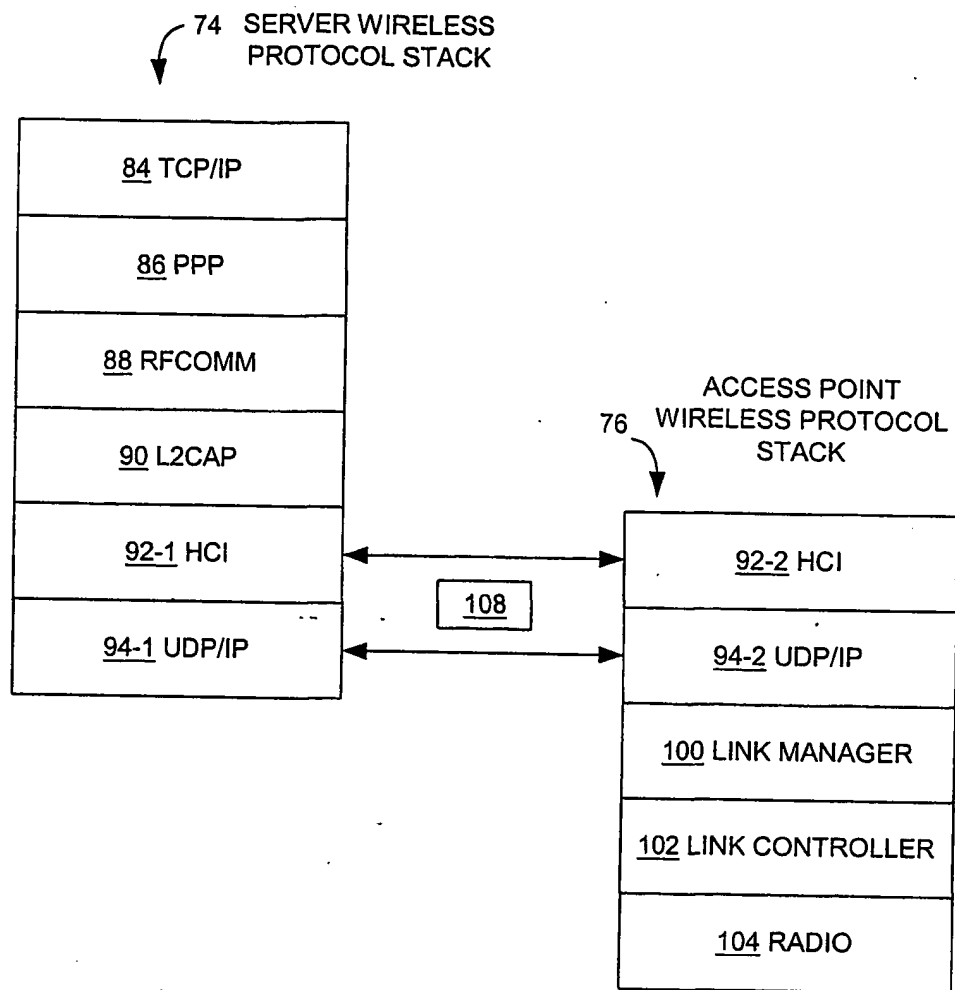 74 SERVER WIRELESS
PROTOCOL STACK
84 TCP/IP
86 PPP
88 RFCOMM
90 L2CAP
92-1 HCI
94-1 UDP/IP
108
ACCESS POINT
76 WIRELESS PROTOCOL
STACK
92-2 HCI
94-2 UDP/IP
100 LINK MANAGER
102 LINK CONTROLLER
104 RADIO